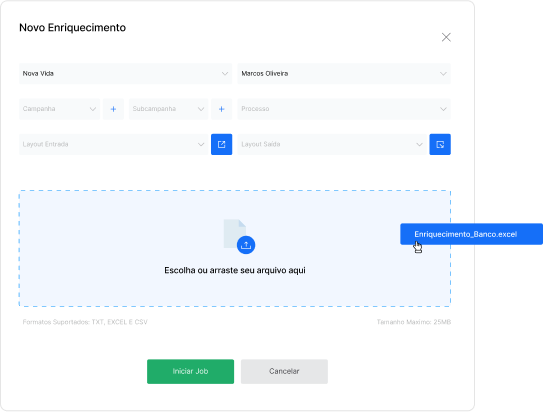 Novo Enriquecimento
Nova Vida
Marcos Oliveira
Campanha
Subcampanha
Processo
Layout Entrada
Layout Saída
Enriquecimento_Banco.excel
Escolha ou arraste seu arquivo aqui
Formatos Suportados: TXT, EXCEL E CSV
Tamanho Maximo: 25MB
Iniciar Job
Cancelar